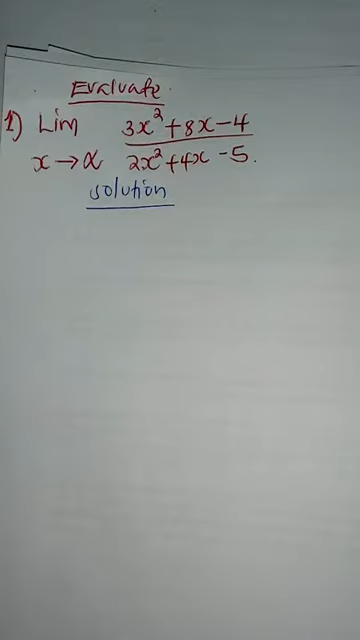 Evaluate.
1) Lim 3x²+8x-4
x→α 2x²+4x-5.
solution